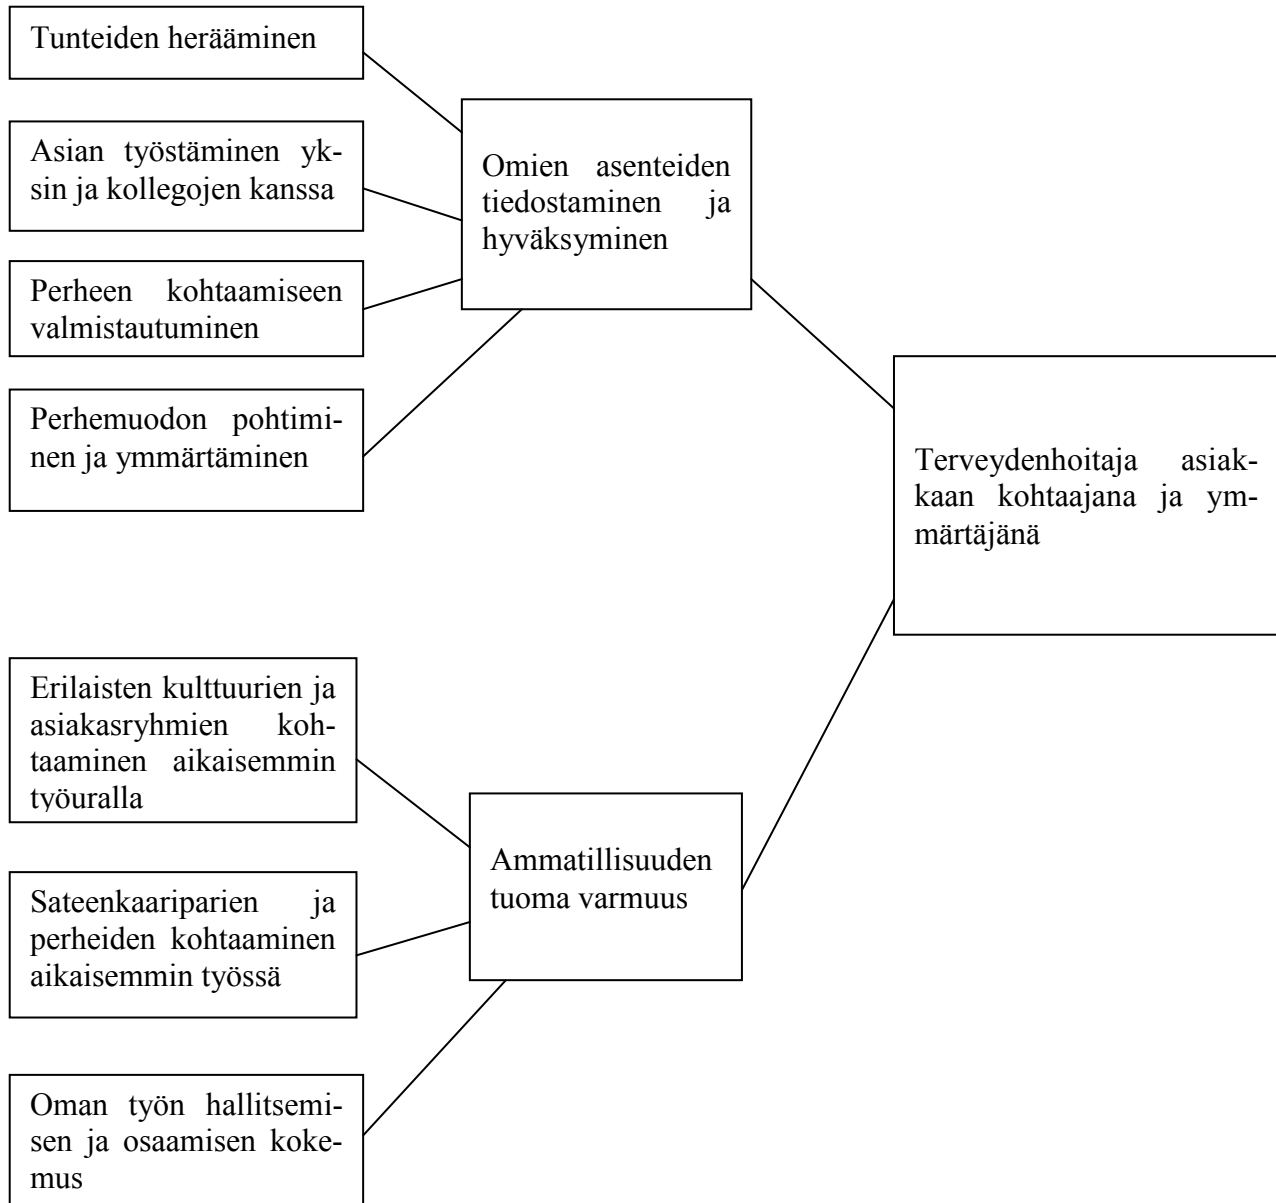 Tunteiden herääminen
Asian työstäminen yk-
sin ja kollegojen kanssa
Perheen kohtaamiseen
valmistautuminen
Perhemuodon pohtimi-
nen ja ymmärtäminen
Omien asenteiden
tiedostaminen ja
hyväksyminen
Terveydenhoitaja asiak-
kaan kohtaajana ja ym-
märtäjänä
Erilaisten kulttuurien ja
asiakasryhmien koh-
taaminen aikaisemmin
työuralla
Sateenkaariparien ja
perheiden kohtaaminen
aikaisemmin työssä
Oman työn hallitsemi-
sen ja osaamisen koke-
mus
Ammatillisuuden
tuoma varmuus